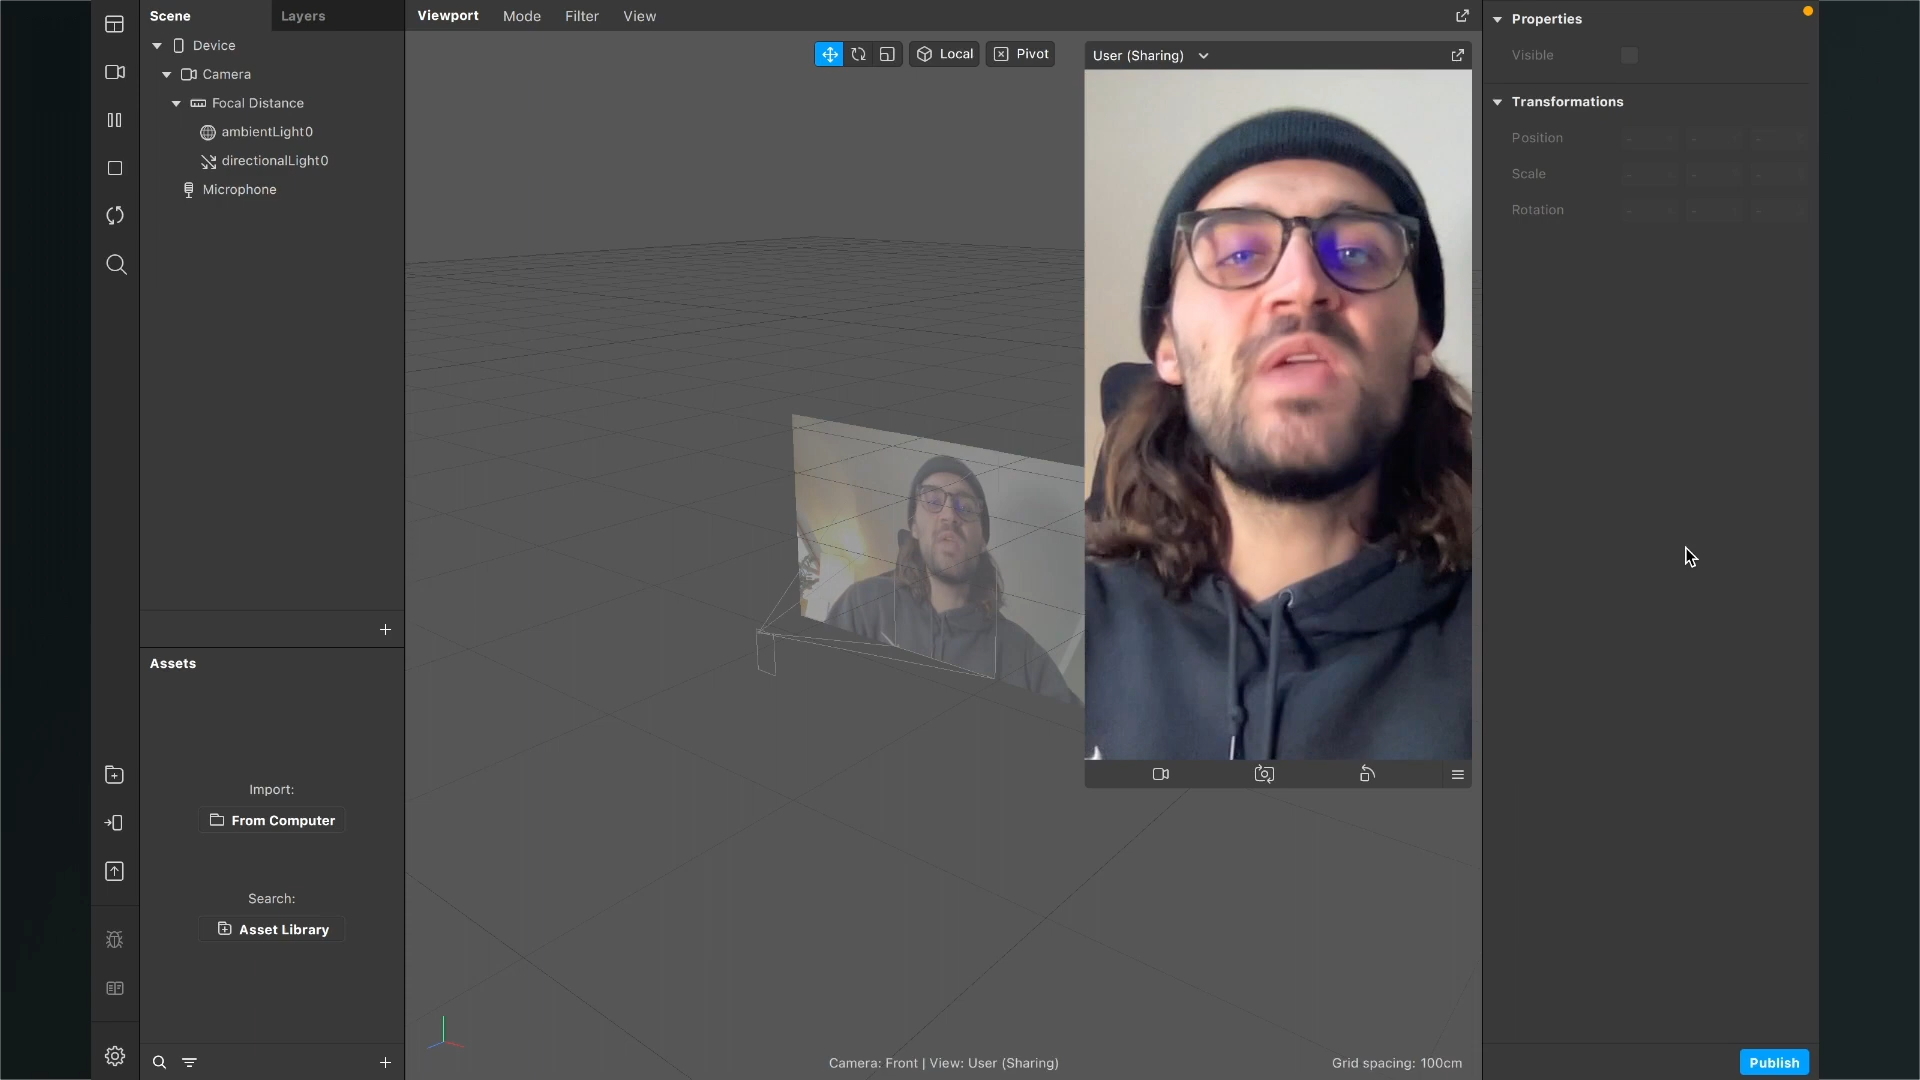 Scene
Layers
Device
Camera
Focal Distance
ambientLight0
directionalLight0
Microphone
Assets
Import:
From Computer
Search:
Asset Library
Viewport
Mode
Filter
View
Local
Pivot
User (Sharing)
Camera: Front | View: User (Sharing)
Grid spacing: 100cm
Properties
Visible
Transformations
Position - - -
Scale - - -
Rotation - - -
Publish